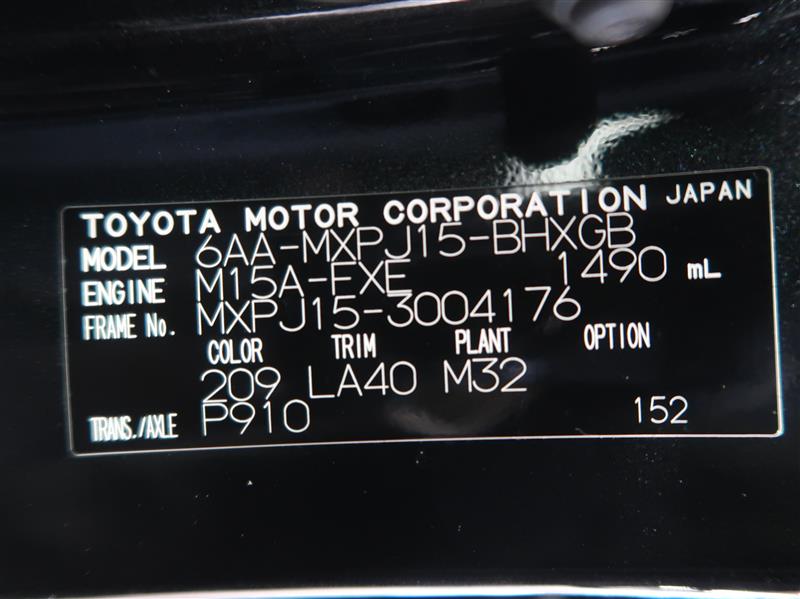 TOYOTA MOTOR CORPORATION JAPAN
MODEL 6AA-MXPJ15-BHXGB
ENGINE M15A-FXE 1490 mL
FRAME No. MXPJ15-3004176
COLOR TRIM PLANT OPTION
209 LA40 M32
TRANS./AXLE P910 152